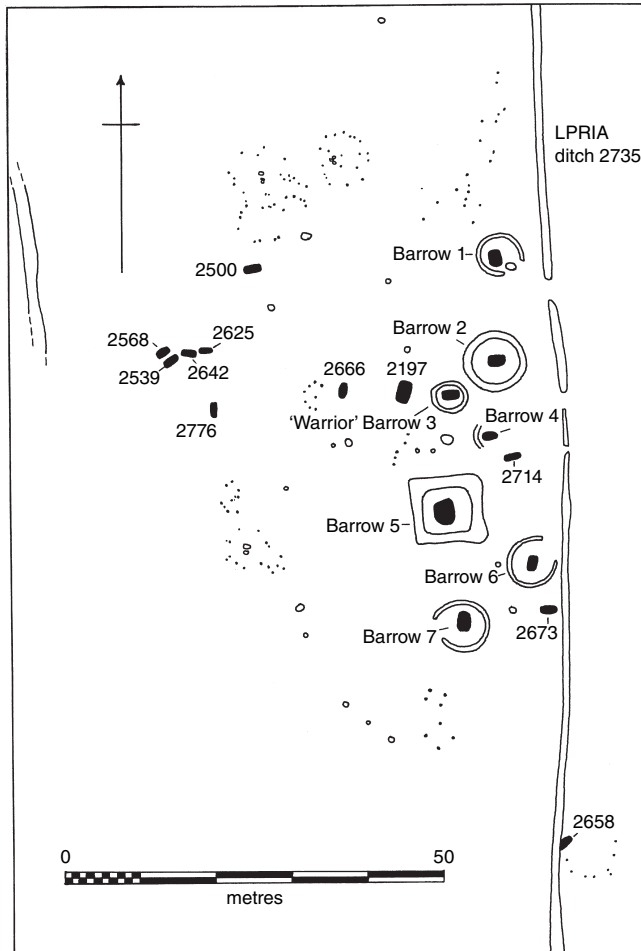 LPRIA
ditch 2735
Barrow 1
2500
Barrow 2
2568
2625
2539
2642
2666
2197
'Warrior' Barrow 3
Barrow 4
2776
2714
Barrow 5
Barrow 6
Barrow 7
2673
2658
0
50
metres